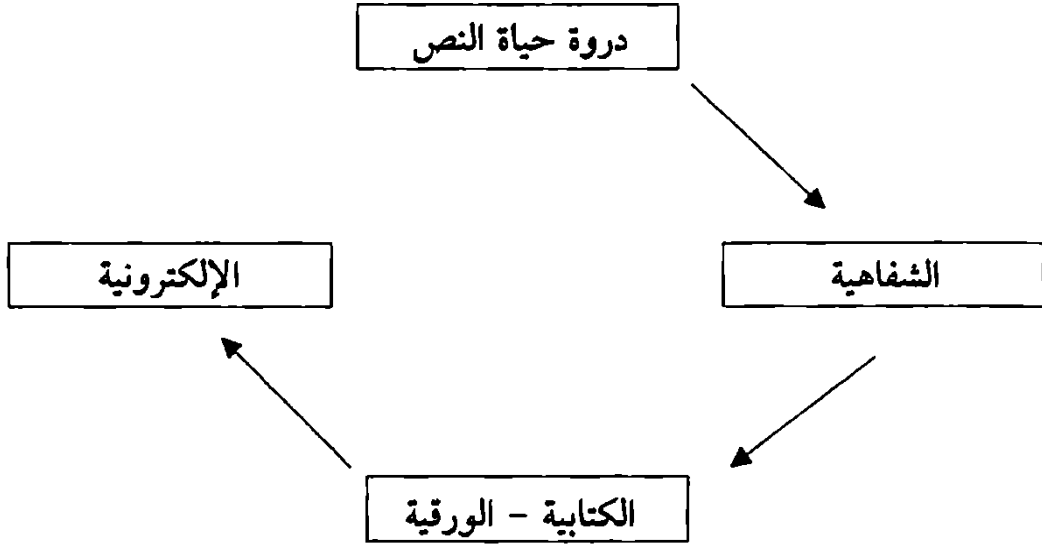 دروة حياة النص
الشفاهية
الإلكترونية
الكتابية - الورقية